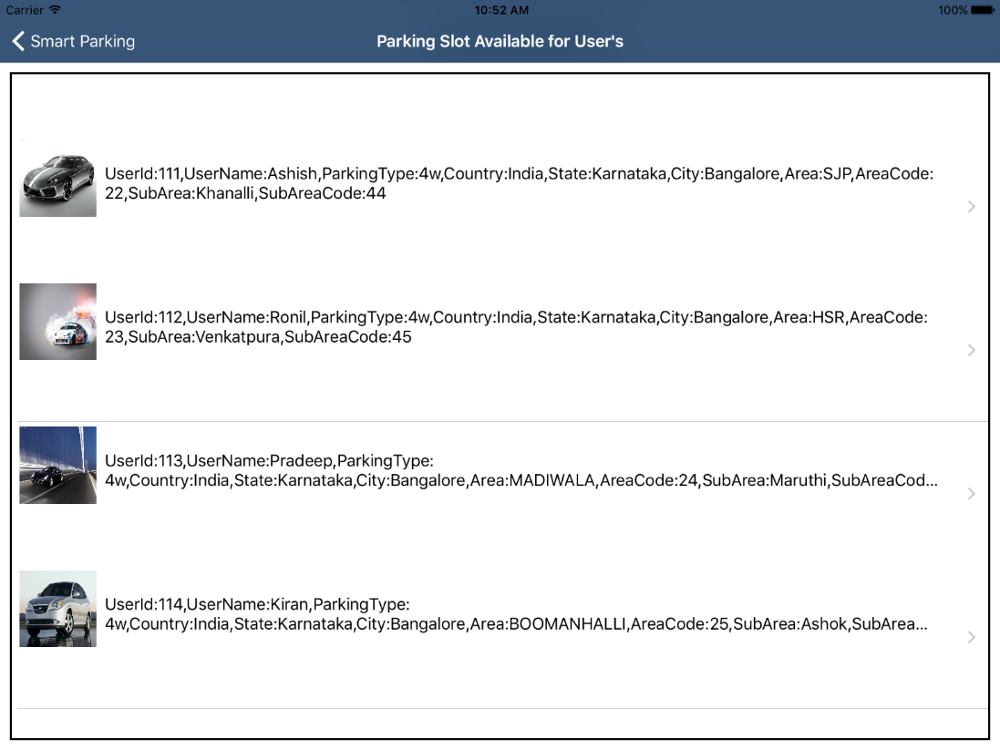 Carrier
10:52 AM
100%
Smart Parking
Parking Slot Available for User's
UserId:111,UserName:Ashish,ParkingType:4w,Country:India,State:Karnataka,City:Bangalore,Area:SJP,AreaCode:
22,SubArea:Khanalli,SubAreaCode:44
UserId:112,UserName:Ronil,ParkingType:4w,Country:India,State:Karnataka,City:Bangalore,Area:HSR,AreaCode:
23,SubArea:Venkatpura,SubAreaCode:45
UserId:113,UserName:Pradeep,ParkingType:
4w,Country:India,State:Karnataka,City:Bangalore,Area:MADIWALA,AreaCode:24,SubArea:Maruthi,SubAreaCod...
UserId:114,UserName:Kiran,ParkingType:
4w,Country:India,State:Karnataka,City:Bangalore,Area:BOOMANHALLI,AreaCode:25,SubArea:Ashok,SubArea...